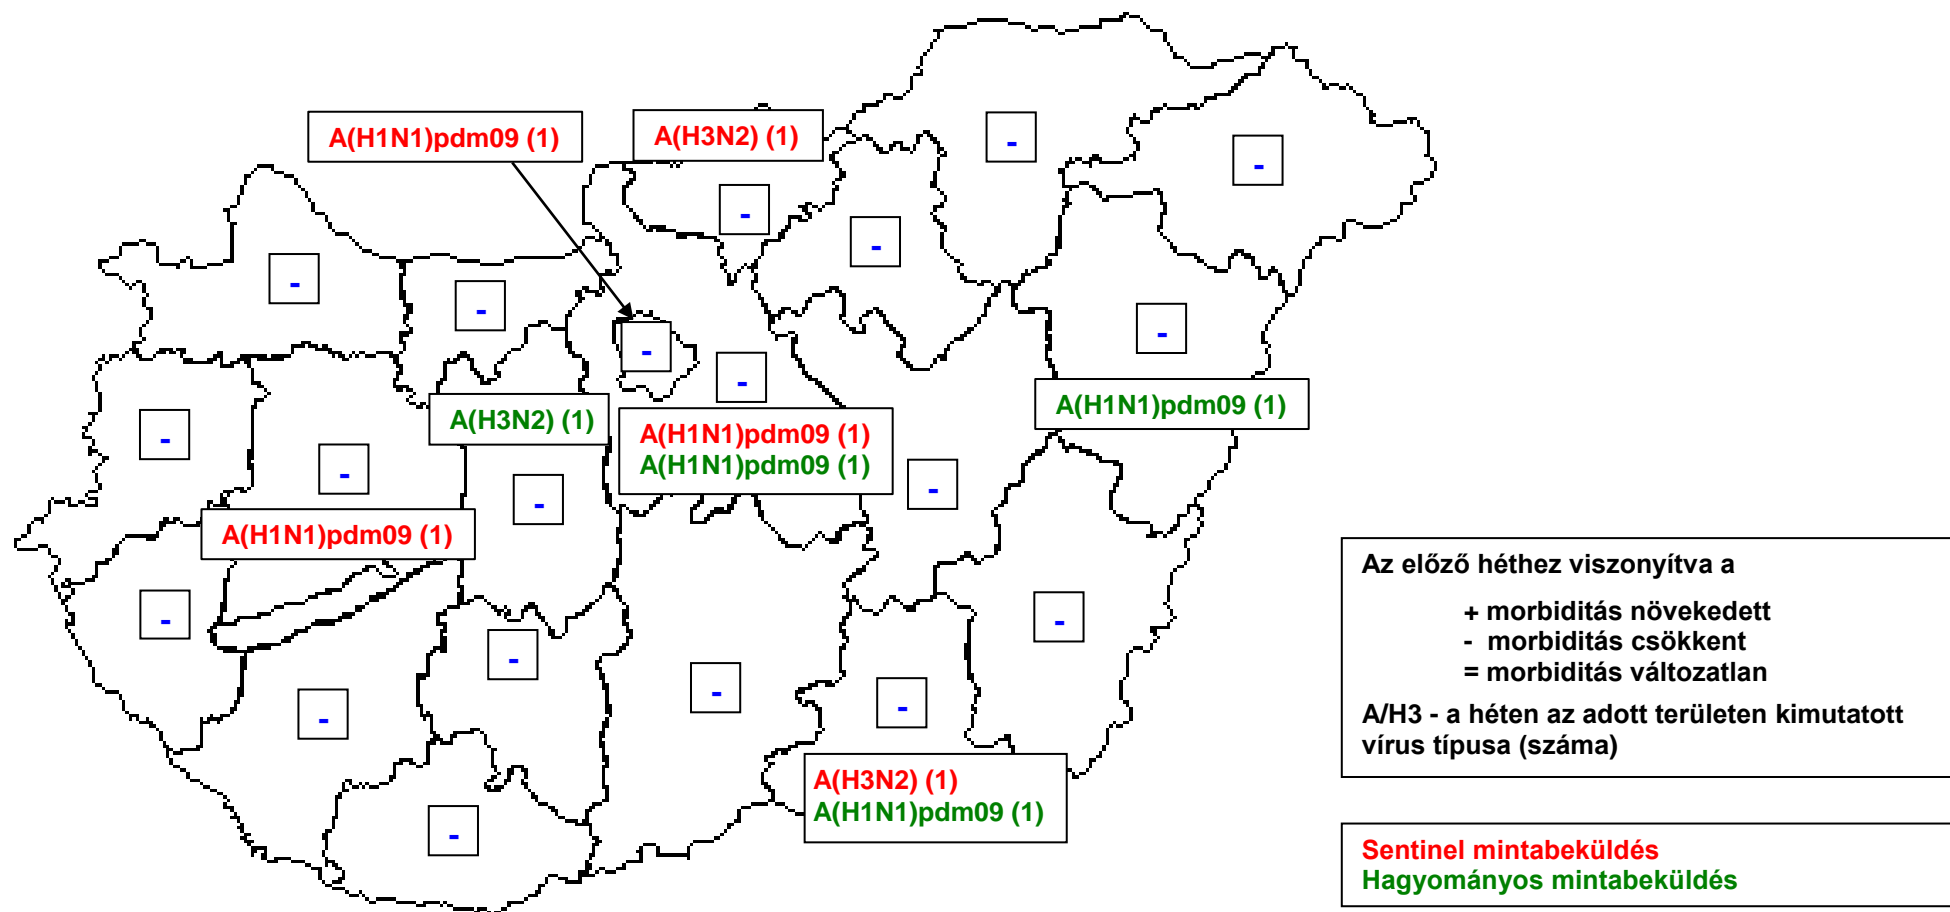 A(H1N1)pdm09 (1)
A(H3N2) (1)
-
-
-
-
-
-
-
-
-
-
A(H3N2) (1)
A(H1N1)pdm09 (1)
A(H1N1)pdm09 (1)
A(H1N1)pdm09 (1)
-
-
-
-
A(H1N1)pdm09 (1)
-
-
-
-
-
-
A(H3N2) (1)
A(H1N1)pdm09 (1)
-
Az előző héthez viszonyítva a
+ morbiditás növekedett
- morbiditás csökkent
= morbiditás változatlan
A/H3 - a héten az adott területen kimutatott
vírus típusa (száma)
Sentinel mintabeküldés
Hagyományos mintabeküldés